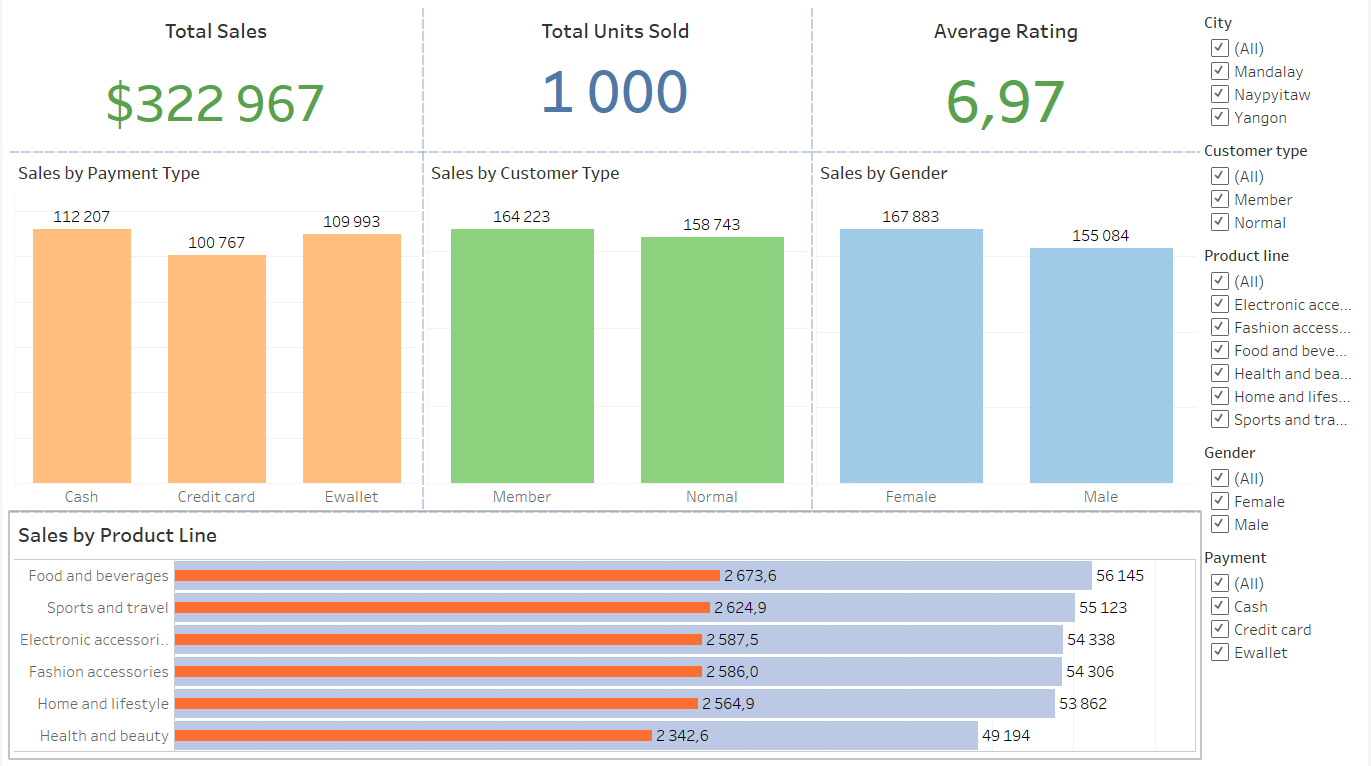 Total Sales
$322 967
Total Units Sold
1 000
Average Rating
6,97
Sales by Payment Type
112 207
100 767
109 993
Cash
Credit card
Ewallet
Sales by Customer Type
164 223
158 743
Member
Normal
Sales by Gender
167 883
155 084
Female
Male
Sales by Product Line
Food and beverages 2 673,6 56 145
Sports and travel 2 624,9 55 123
Electronic accessori.. 2 587,5 54 338
Fashion accessories 2 586,0 54 306
Home and lifestyle 2 564,9 53 862
Health and beauty 2 342,6 49 194
City
(All)
Mandalay
Naypyitaw
Yangon
Customer type
(All)
Member
Normal
Product line
(All)
Electronic acce...
Fashion access...
Food and beve...
Health and bea...
Home and lifes...
Sports and tra...
Gender
(All)
Female
Male
Payment
(All)
Cash
Credit card
Ewallet